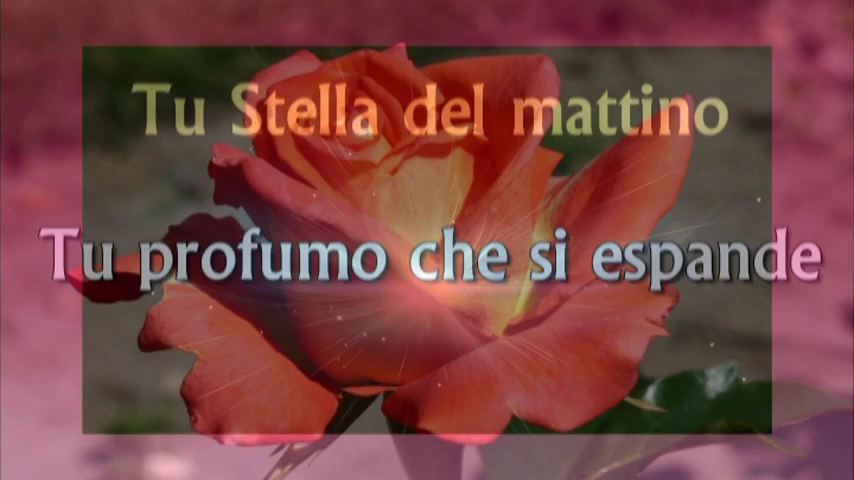 Tu Stella del mattino
Tu profumo che si espande